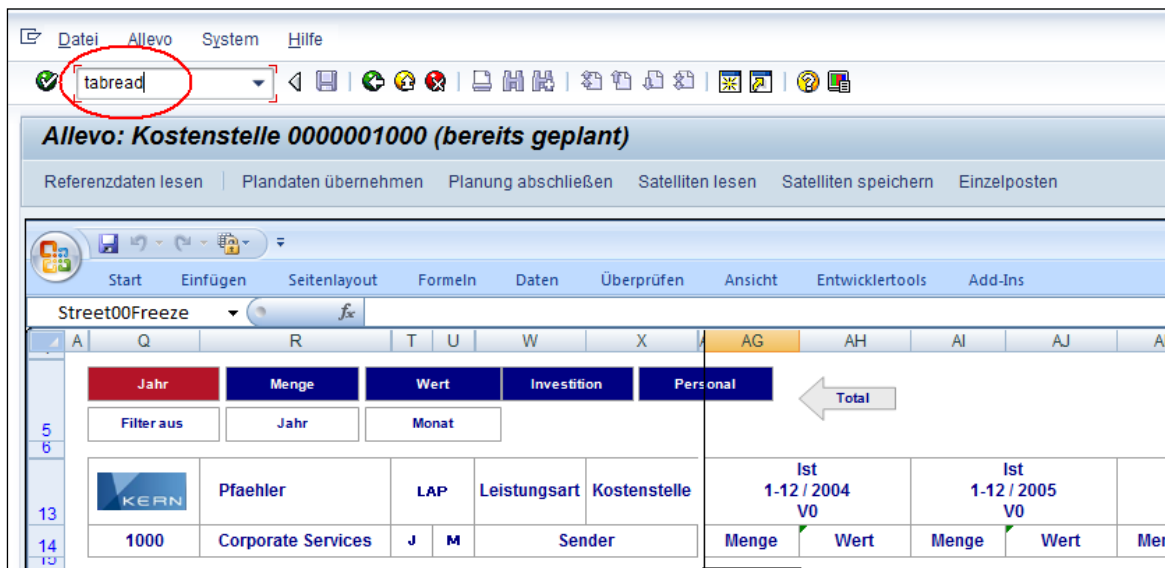 Datei Allevo System Hilfe
tabread
Allevo: Kostenstelle 0000001000 (bereits geplant)
Referenzdaten lesen Plandaten übernehmen Planung abschließen Satelliten lesen Satelliten speichern Einzelposten
Start Einfügen Seitenlayout Formeln Daten Überprüfen Ansicht Entwicklertools Add-Ins
Street00Freeze fx
A Q R T U W X AG AH AI AJ
Jahr Menge Wert Investition Personal Total
5 Filter aus Jahr Monat
6
Ist Ist
KERN Pfaehler LAP Leistungsart Kostenstelle 1-12 / 2004 1-12 / 2005
13 V0 V0
14 1000 Corporate Services J M Sender Menge Wert Menge Wert
15